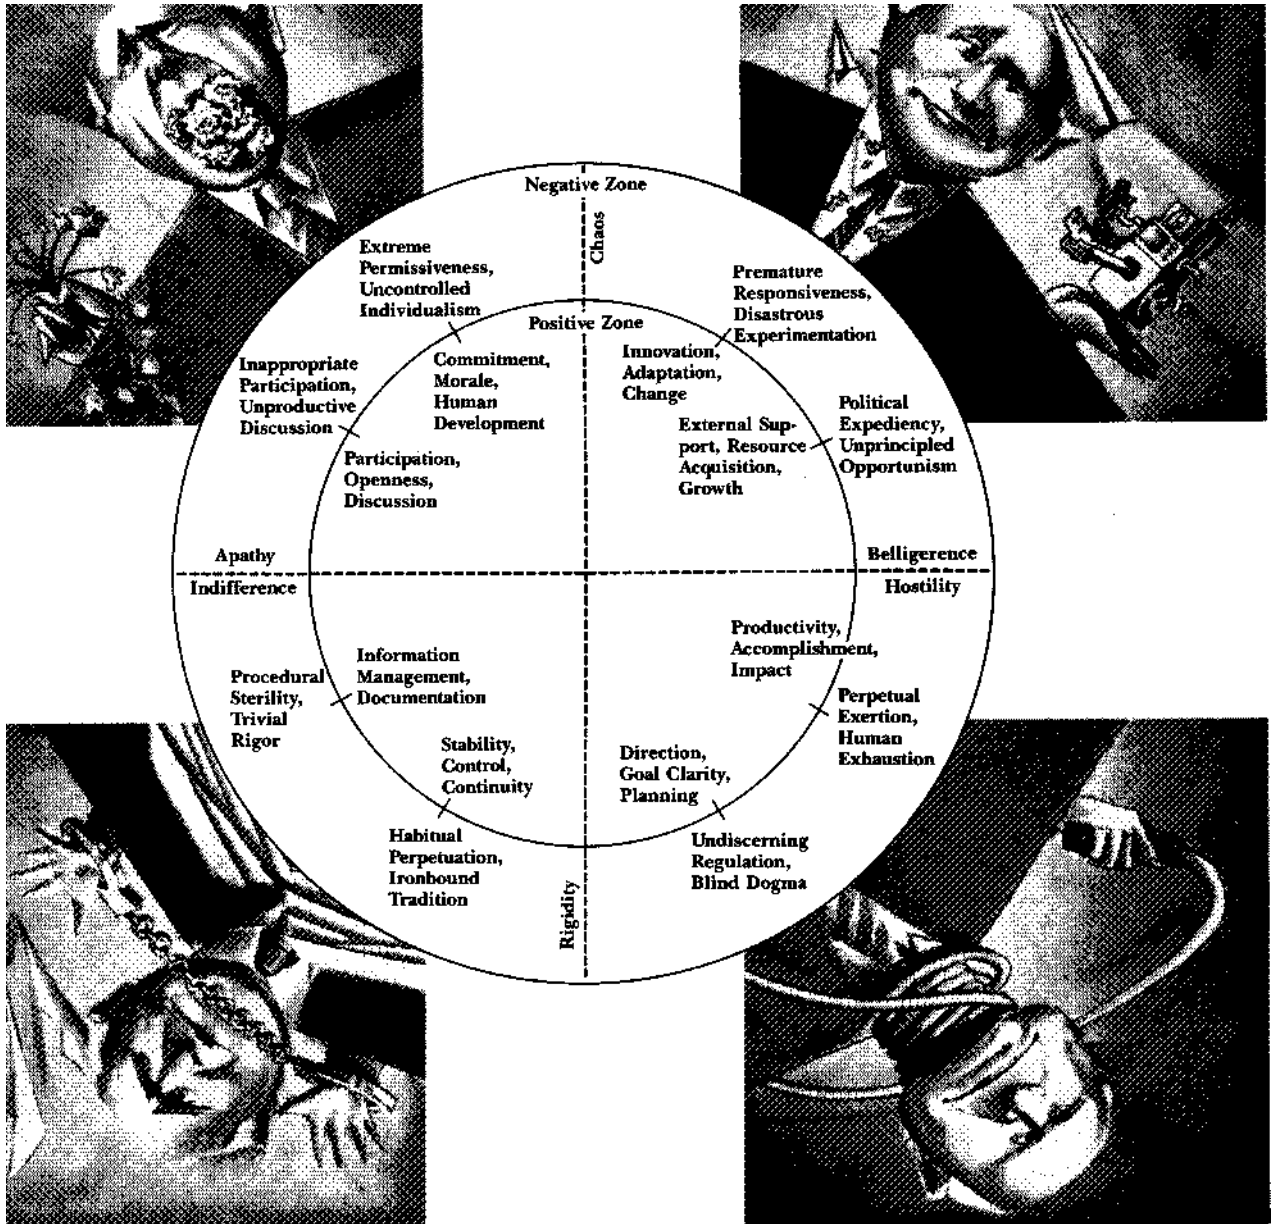 Negative Zone
Chaos
Extreme
Permissiveness,
Uncontrolled
Individualism
Premature
Responsiveness,
Disastrous
Experimentation
Positive Zone
Commitment,
Morale,
Human
Development
Innovation,
Adaptation,
Change
Inappropriate
Participation,
Unproductive
Discussion
Participation,
Openness,
Discussion
External Sup-
port, Resource
Acquisition,
Growth
Political
Expediency,
Unprincipled
Opportunism
Apathy
Indifference
Belligerence
Hostility
Procedural
Sterility,
Trivial
Rigor
Information
Management,
Documentation
Productivity,
Accomplishment,
Impact
Perpetual
Exertion,
Human
Exhaustion
Stability,
Control,
Continuity
Direction,
Goal Clarity,
Planning
Habitual
Perpetuation,
Ironbound
Tradition
Undiscerning
Regulation,
Blind Dogma
Rigidity